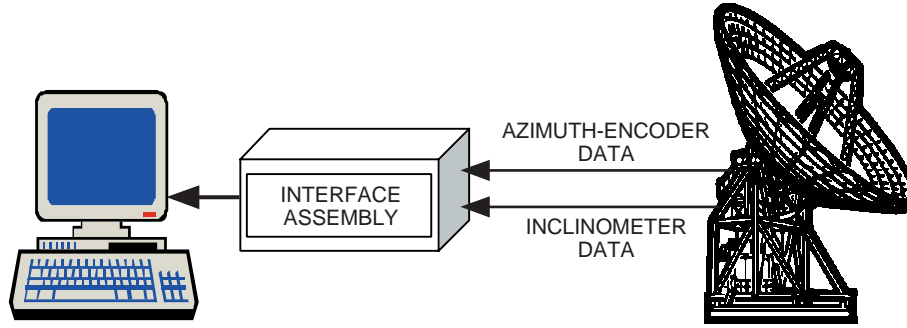 AZIMUTH-ENCODER
DATA
INTERFACE
ASSEMBLY
INCLINOMETER
DATA